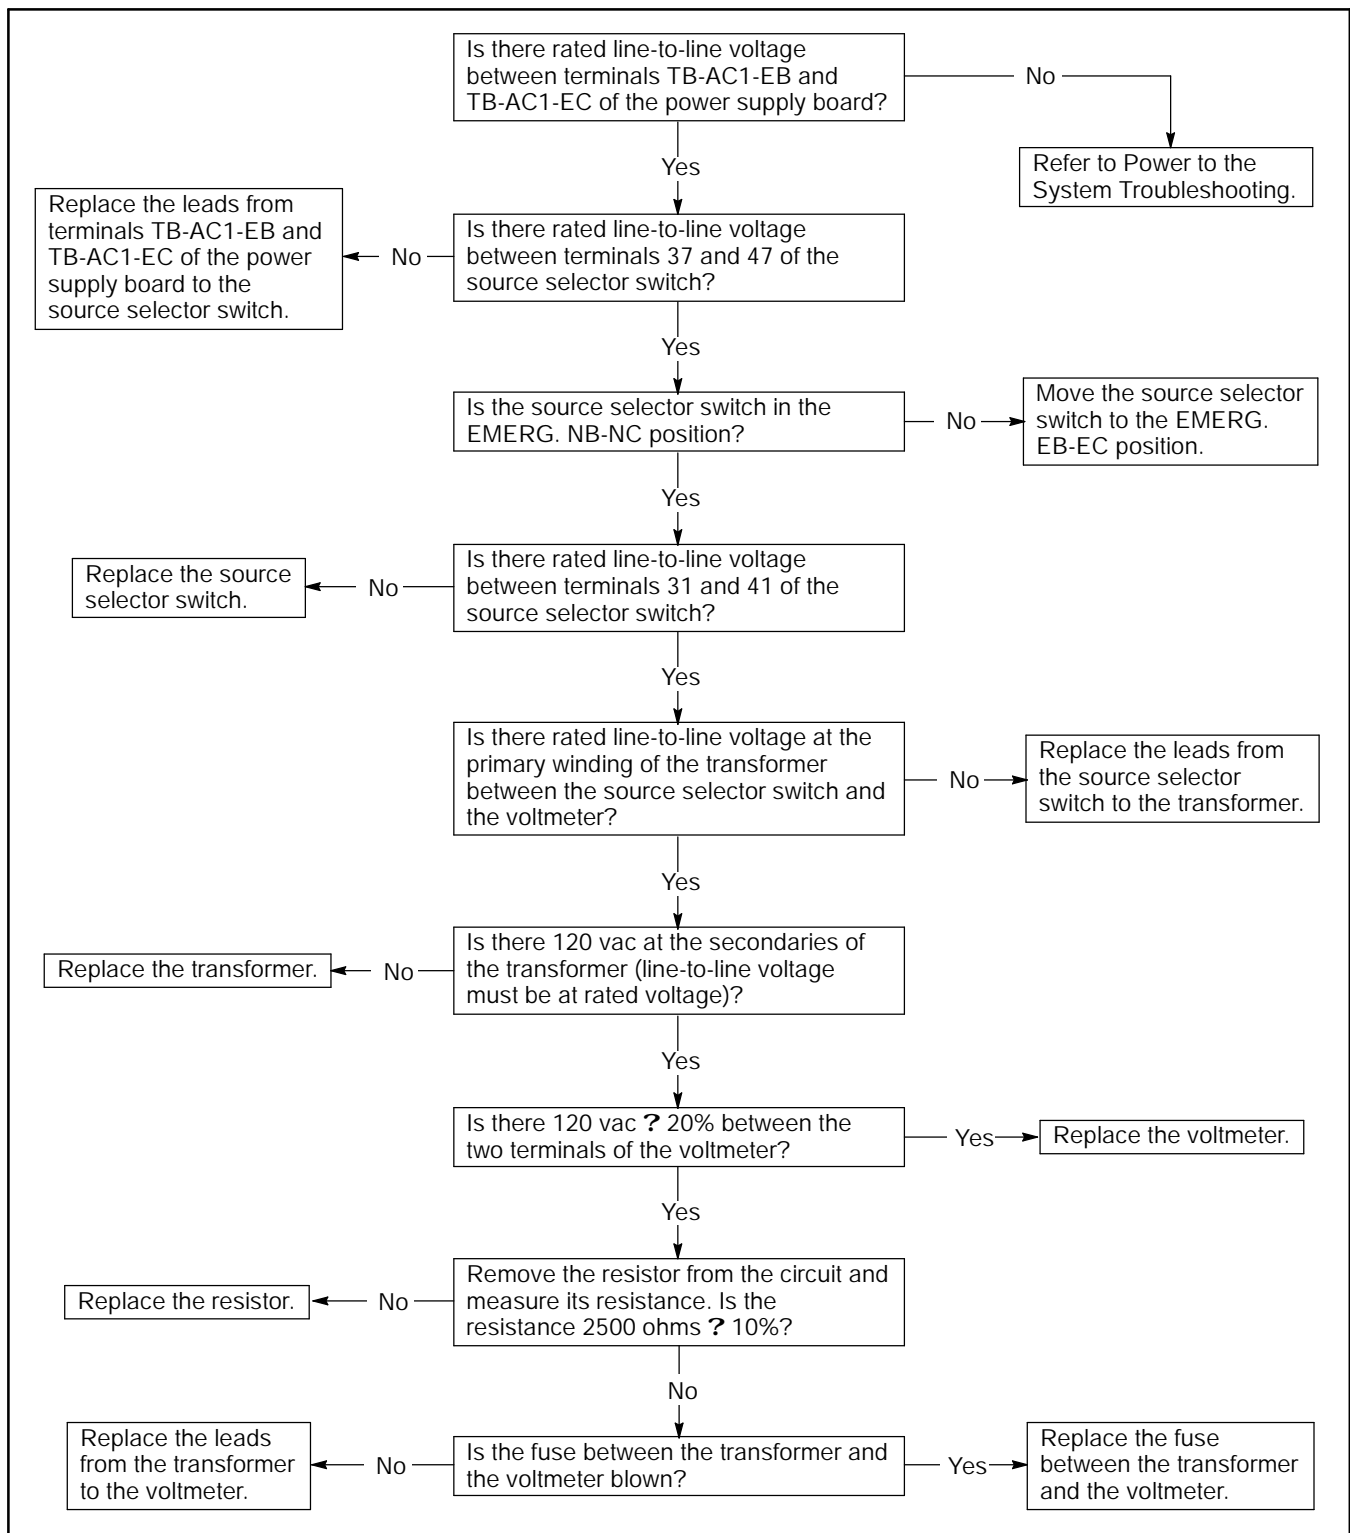 Is there rated line-to-line voltage
between terminals TB-AC1-EB and
TB-AC1-EC of the power supply board?
No
Refer to Power to the
System Troubleshooting.
Yes
Replace the leads from
terminals TB-AC1-EB and
TB-AC1-EC of the power
supply board to the
source selector switch.
No
Is there rated line-to-line voltage
between terminals 37 and 47 of the
source selector switch?
Yes
Is the source selector switch in the
EMERG. NB-NC position?
No
Move the source selector
switch to the EMERG.
EB-EC position.
Yes
Replace the source
selector switch.
No
Is there rated line-to-line voltage
between terminals 31 and 41 of the
source selector switch?
Yes
Is there rated line-to-line voltage at the
primary winding of the transformer
between the source selector switch and
the voltmeter?
No
Replace the leads from
the source selector
switch to the transformer.
Yes
Replace the transformer.
No
Is there 120 vac at the secondaries of
the transformer (line-to-line voltage
must be at rated voltage)?
Yes
Is there 120 vac ? 20% between the
two terminals of the voltmeter?
Yes
Replace the voltmeter.
Yes
Replace the resistor.
No
Remove the resistor from the circuit and
measure its resistance. Is the
resistance 2500 ohms ? 10%?
No
Replace the leads
from the transformer
to the voltmeter.
No
Is the fuse between the transformer and
the voltmeter blown?
Yes
Replace the fuse
between the transformer
and the voltmeter.